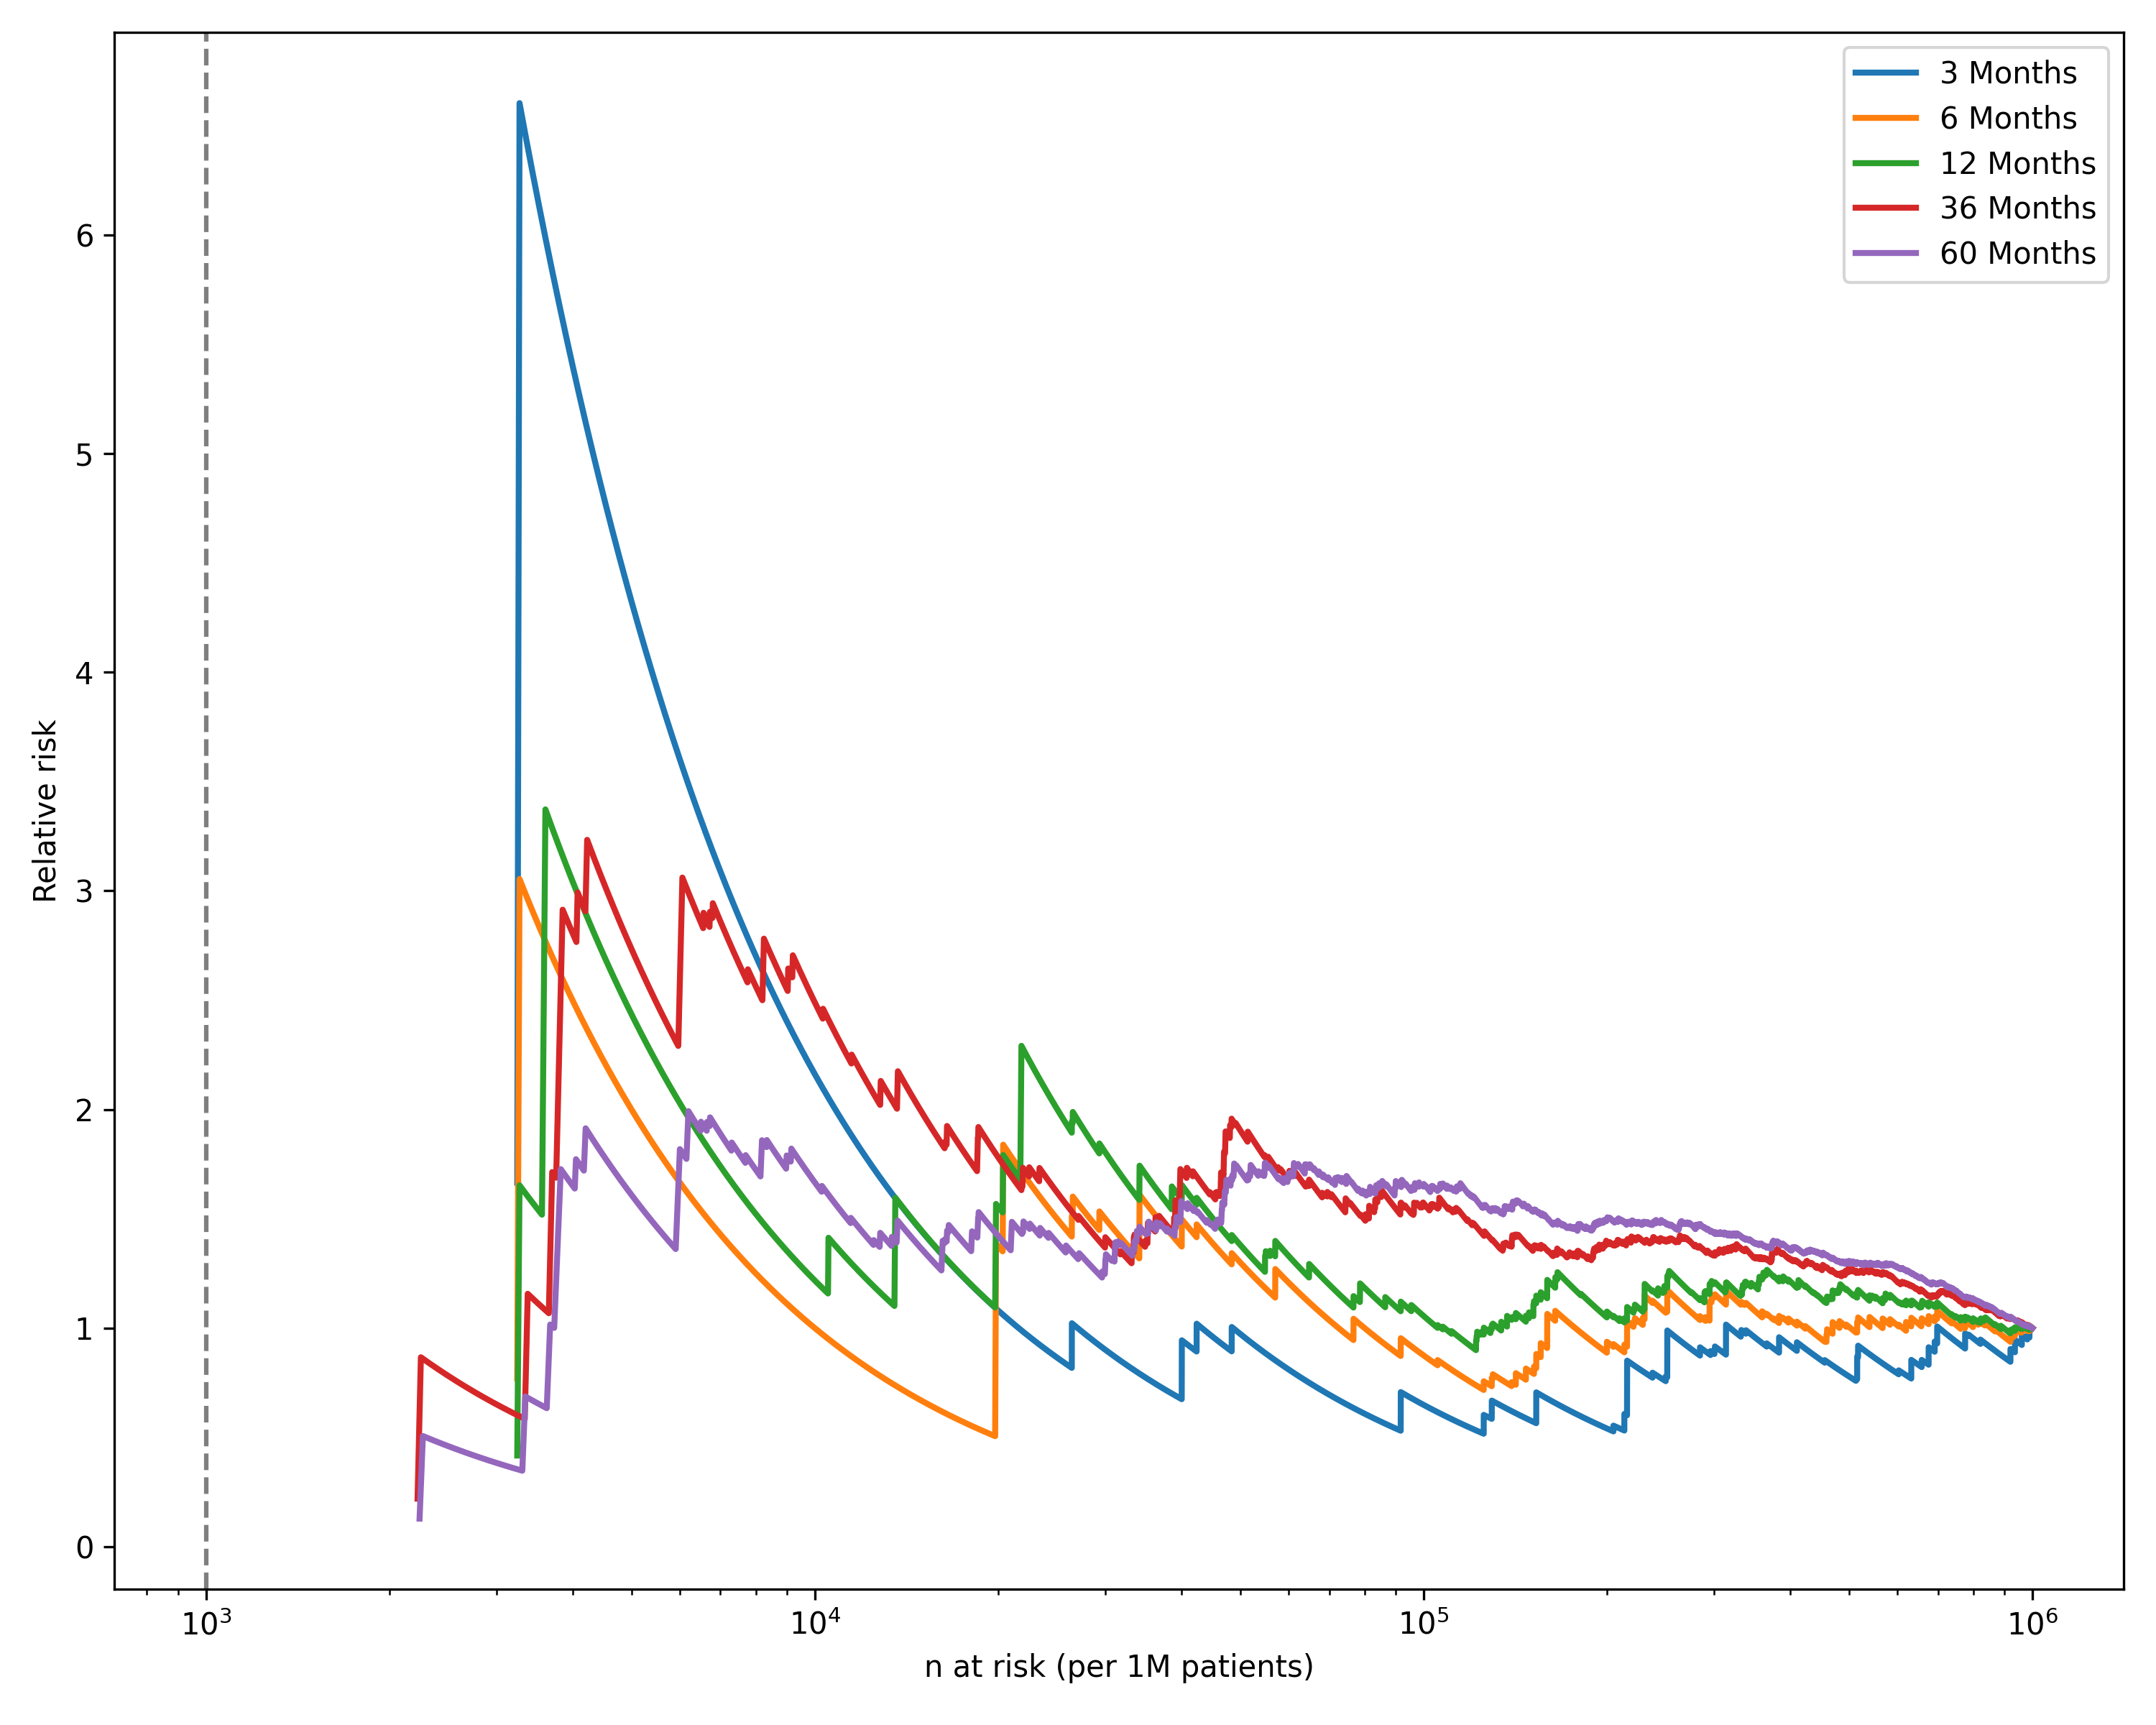 3 Months
6 Months
12 Months
36 Months
60 Months
6
5
4
3
2
1
0
Relative risk
10³ 10⁴ 10⁵ 10⁶
n at risk (per 1M patients)